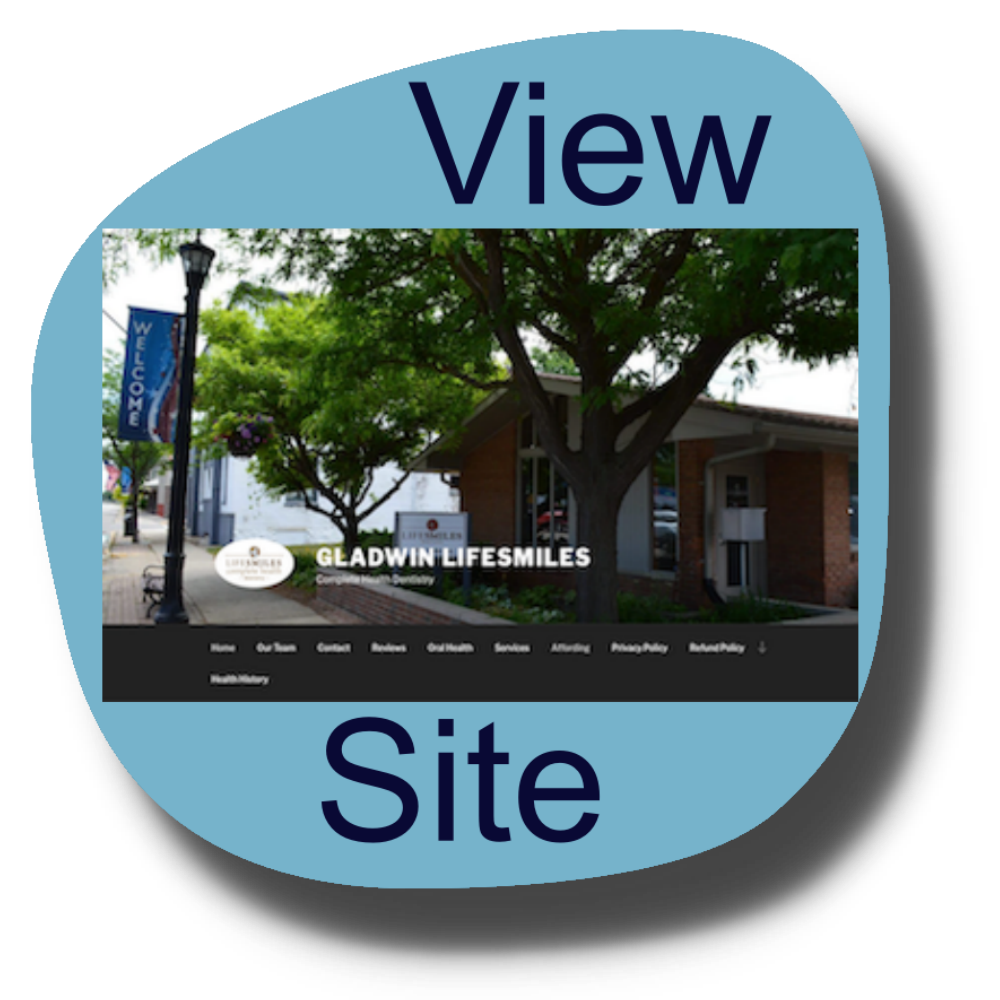 View
WELCOME
LIFESMILES
LIFESMILES
complete health
GLADWIN LIFESMILES
Complete Health Dentistry
Home Our Team Contact Reviews Oral Health Services Affording Privacy Policy Refund Policy
Health History
Site